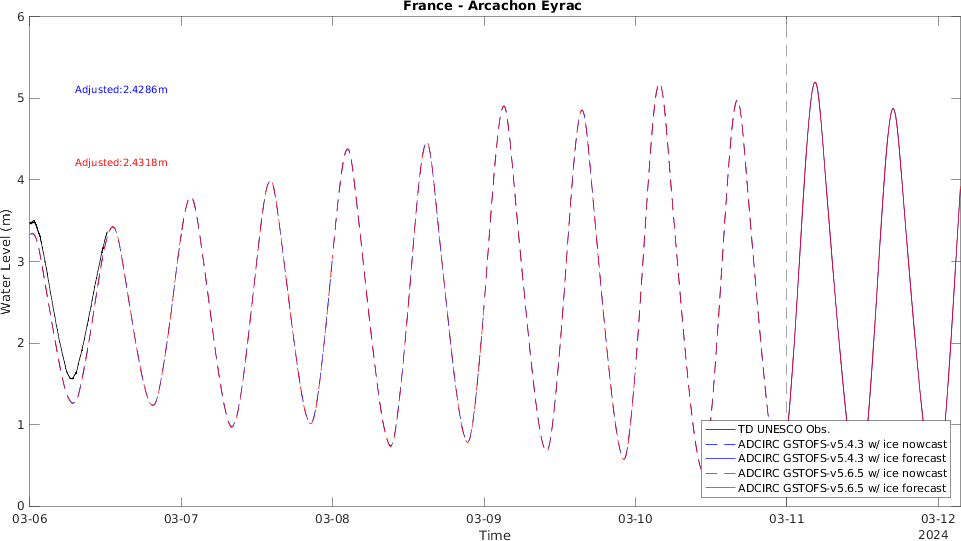 France - Arcachon Eyrac
6
Adjusted:2.4286m
5
Adjusted:2.4318m
4
3
Water Level (m)
2
1
0
TD UNESCO Obs.
ADCIRC GSTOFS-v5.4.3 w/ ice nowcast
ADCIRC GSTOFS-v5.4.3 w/ ice forecast
ADCIRC GSTOFS-v5.6.5 w/ ice nowcast
ADCIRC GSTOFS-v5.6.5 w/ ice forecast
03-06 03-07 03-08 03-09 03-10 03-11 03-12
Time
2024